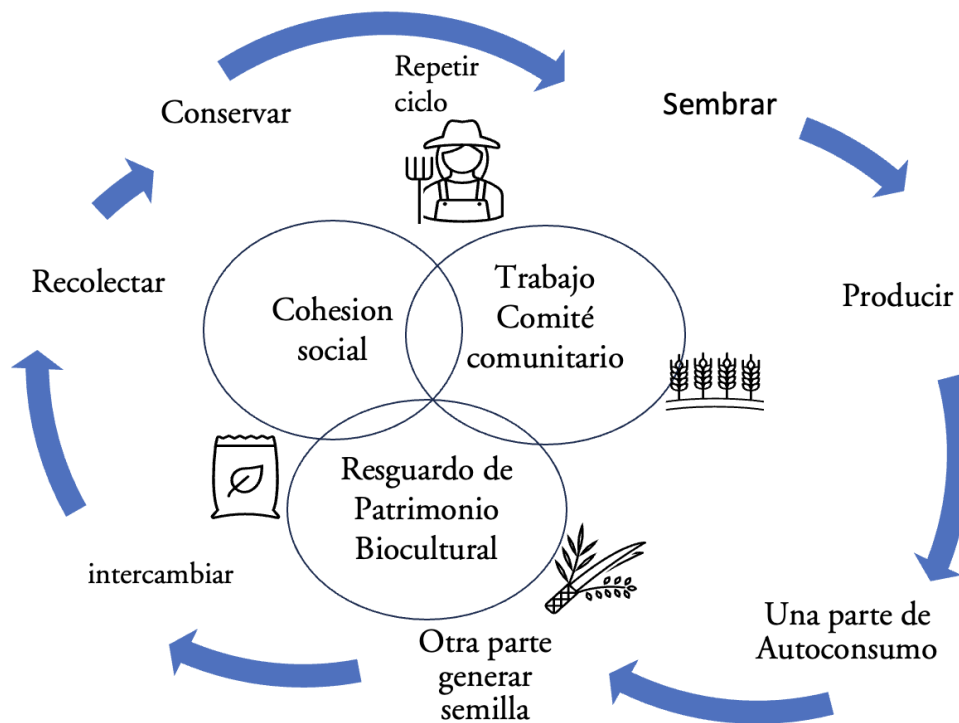 Repetir
ciclo
Sembrar
Producir
Una parte de
Autoconsumo
Otra parte
generar
semilla
intercambiar
Recolectar
Conservar
Cohesion
social
Trabajo
Comité
comunitario
Resguardo de
Patrimonio
Biocultural